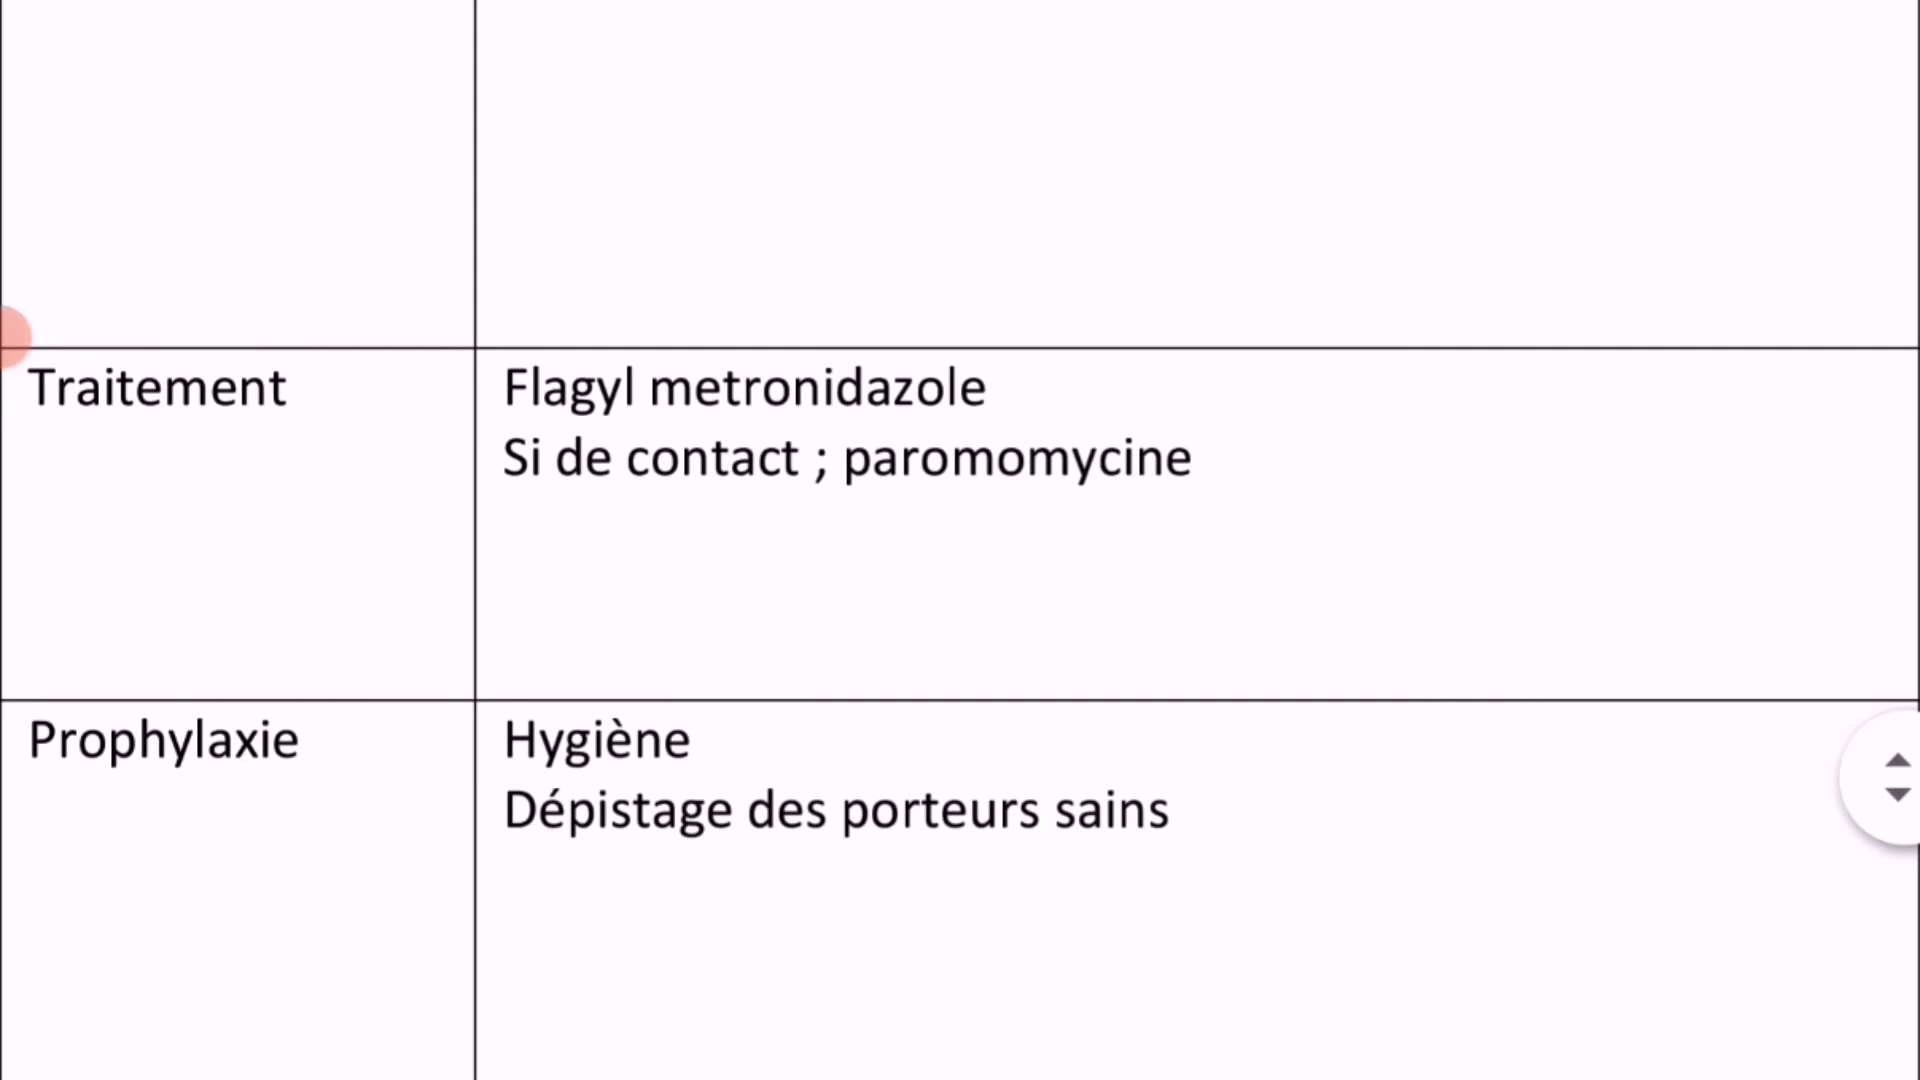 Traitement
Flagyl metronidazole
Si de contact ; paromomycine
Prophylaxie
Hygiène
Dépistage des porteurs sains